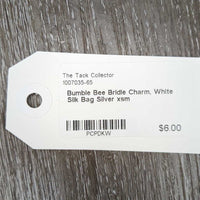 The Tack Collector
1007035-65
Bumble Bee Bridle Charm, White
Silk Bag Silver xsm
PCPDKW
$6.00